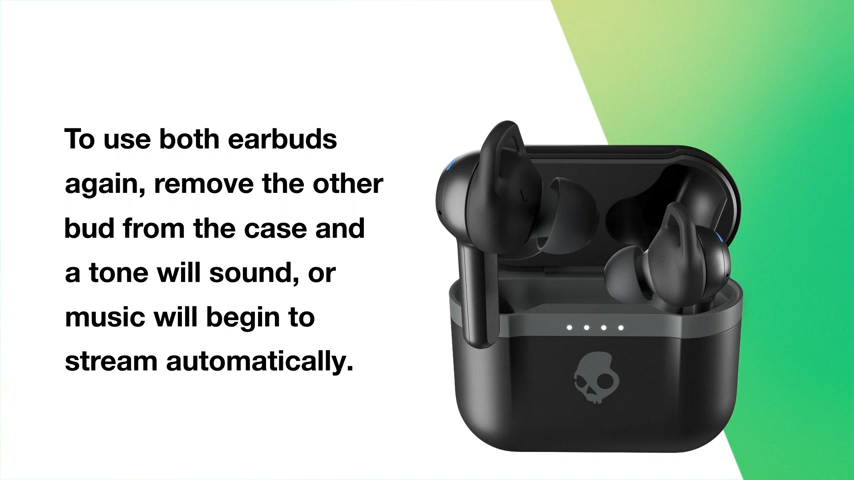 To use both earbuds
again, remove the other
bud from the case and
a tone will sound, or
music will begin to
stream automatically.